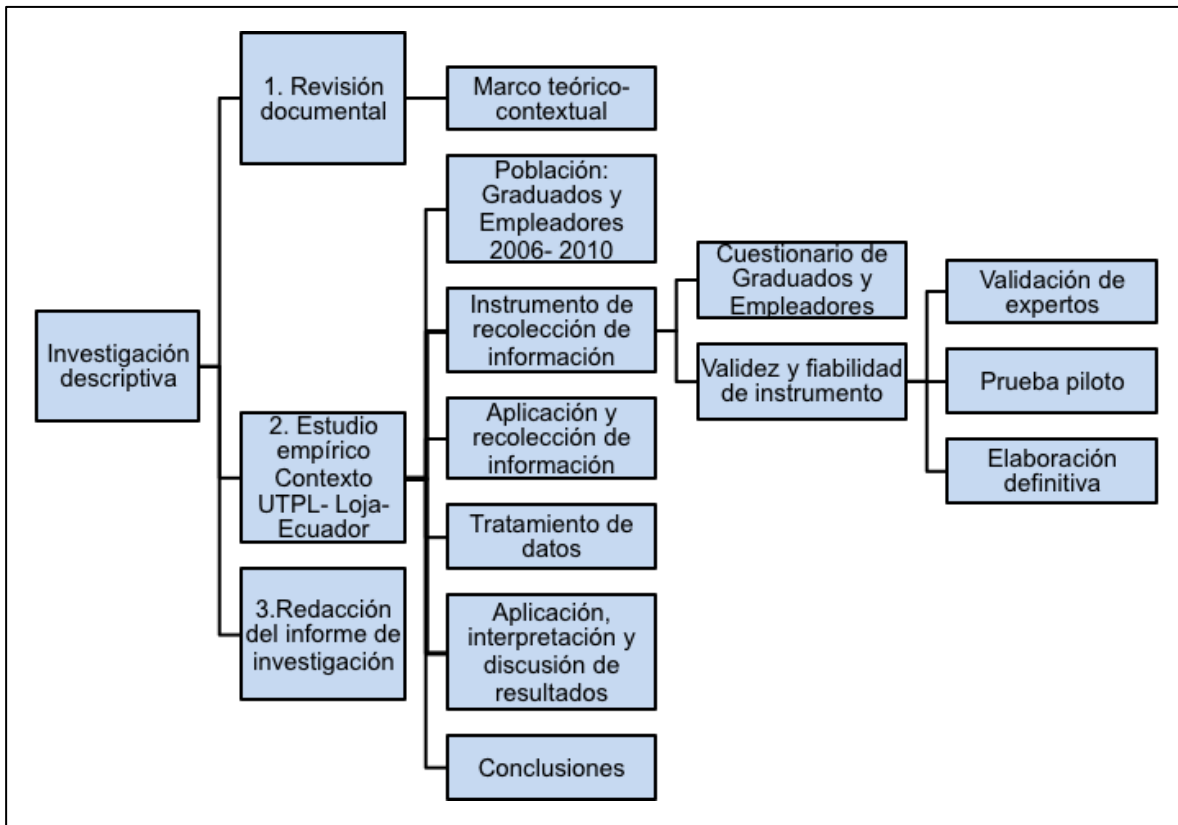 Investigación
descriptiva
1. Revisión
documental
Marco teórico-
contextual
2. Estudio
empírico
Contexto
UTPL- Loja-
Ecuador
Población:
Graduados y
Empleadores
2006- 2010
Instrumento de
recolección de
información
Cuestionario de
Graduados y
Empleadores
Validez y fiabilidad
de instrumento
Validación de
expertos
Prueba piloto
Elaboración
definitiva
Aplicación y
recolección de
información
Tratamiento de
datos
Aplicación,
interpretación y
discusión de
resultados
Conclusiones
3.Redacción
del informe de
investigación